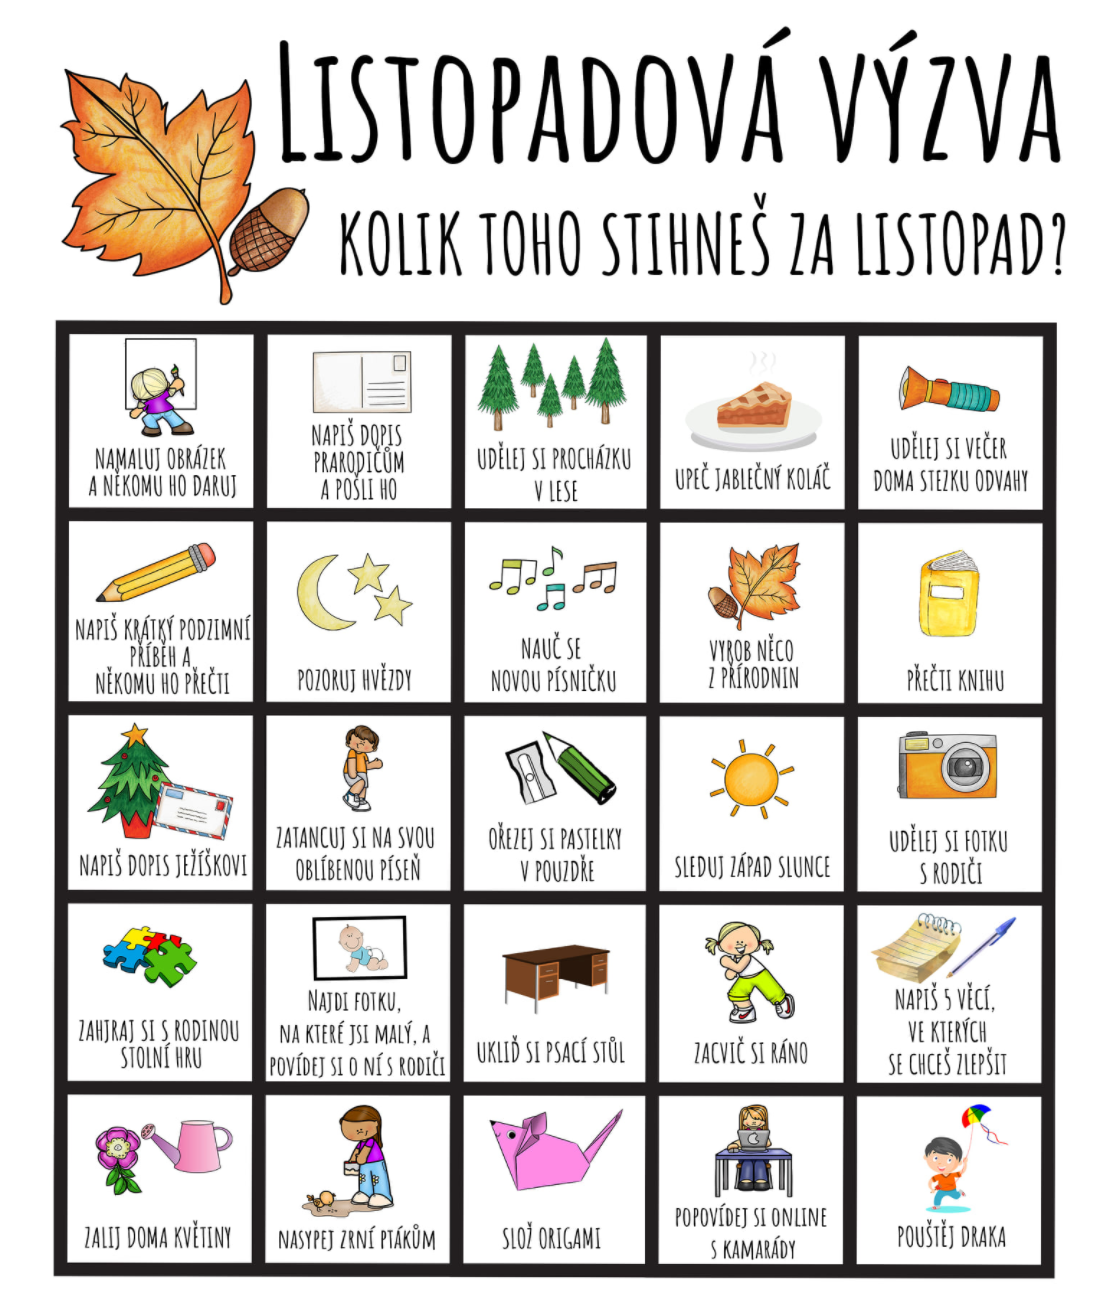 LISTOPADOVÁ VÝZVA
KOLIK TOHO STIHNEŠ ZA LISTOPAD?
NAMALUJ OBRÁZEK
A NĚKOMU HO DARUJ
NAPIŠ DOPIS
PRARODIČŮM
A POŠLI HO
UDĚLEJ SI PROCHÁZKU
V LESE
UPEČ JABLEČNÝ KOLÁČ
UDĚLEJ SI VEČER
DOMA STEZKU ODVAHY
NAPIŠ KRÁTKÝ PODZIMNÍ
PŘÍBĚH A
NĚKOMU HO PŘEČTI
POZORUJ HVĚZDY
NAUČ SE
NOVOU PÍSNIČKU
VYROB NĚCO
Z PŘÍRODNIN
PŘEČTI KNIHU
NAPIŠ DOPIS JEŽÍŠKOVI
ZATANCUJ SI NA SVOU
OBLÍBENOU PÍSEŇ
OŘEZEJ SI PASTELKY
V POUZDŘE
SLEDUJ ZÁPAD SLUNCE
UDĚLEJ SI FOTKU
S RODIČI
ZAHJRAJ SI S RODINOU
STOLNÍ HRU
NAJDI FOTKU,
NA KTERÉ JSI MALÝ, A
POVÍDEJ SI O NÍ S RODIČI
UKLIĎ SI PSACÍ STŮL
ZACVIČ SI RÁNO
NAPIŠ 5 VĚCÍ,
VE KTERÝCH
SE CHCEŠ ZLEPŠIT
ZALIJ DOMA KVĚTINY
NASYPEJ ZRNÍ PTÁKŮM
SLOŽ ORIGAMI
POPOVÍDEJ SI ONLINE
S KAMARÁDY
POUŠTĚJ DRAKA